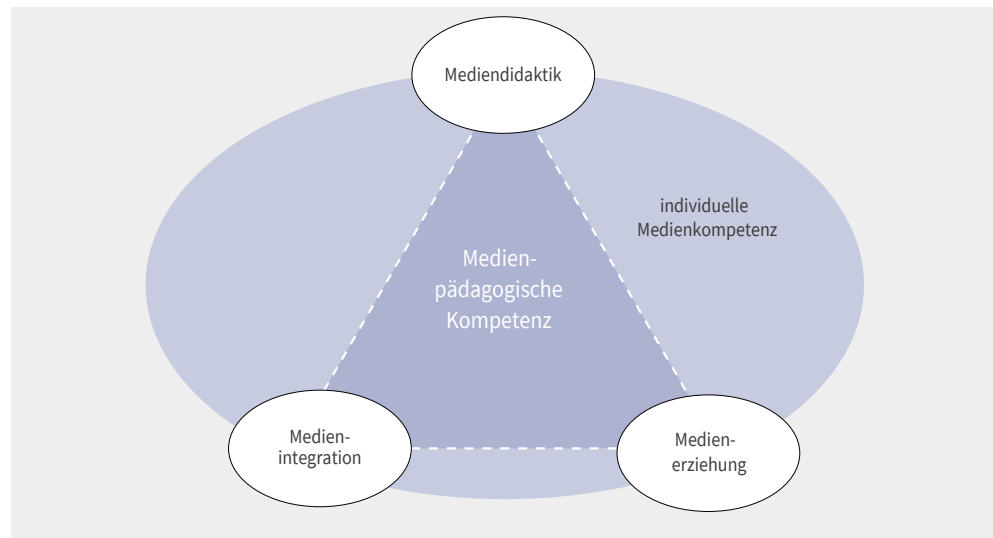 Mediendidaktik
individuelle
Medienkompetenz
Medien-
pädagogische
Kompetenz
Medien-
integration
Medien-
erziehung